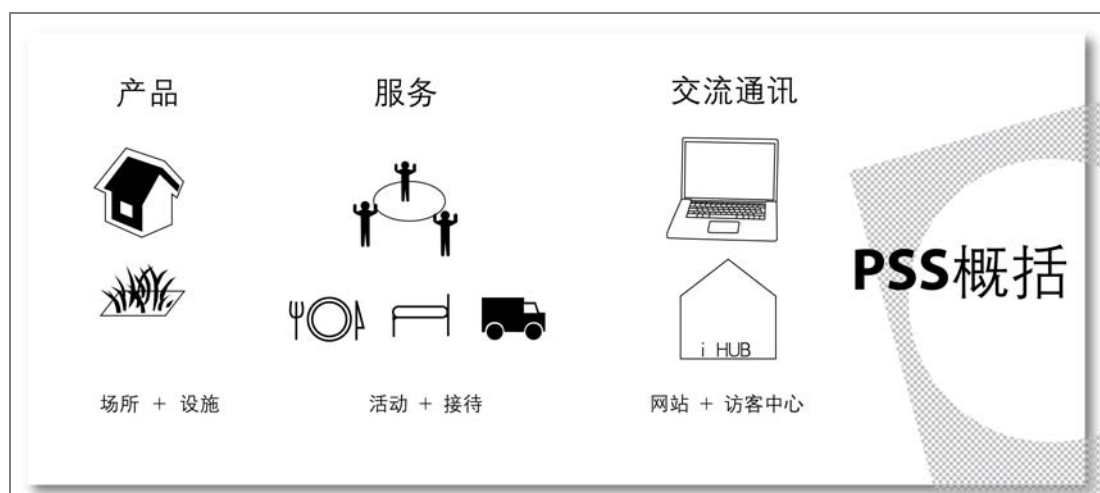 产品
服务
交流通讯
PSS概括
i HUB
场所 + 设施
活动 + 接待
网站 + 访客中心